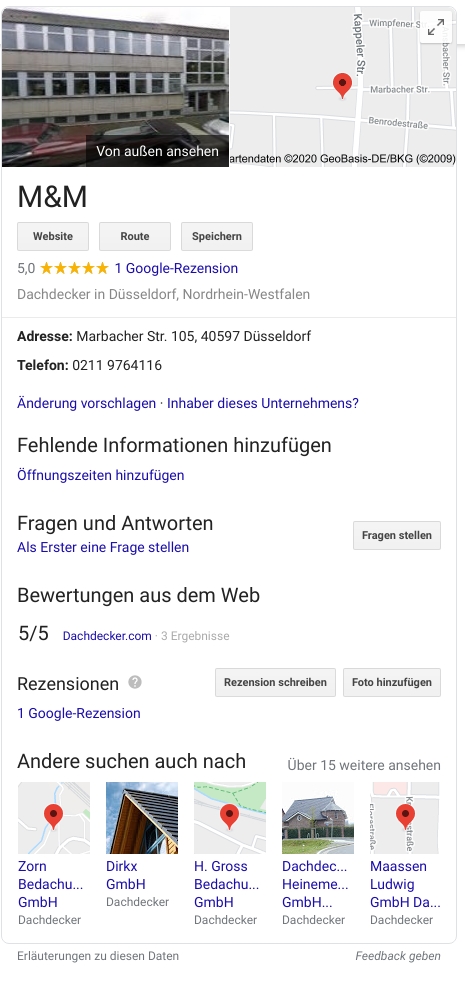 Kappeler Str.
Wimpfener
Marbacher Str.
Benrodestraße
Von außen ansehen
artendaten ©2020 GeoBasis-DE/BKG (©2009)
M&M
Website
Route
Speichern
5,0 ★★★★★ 1 Google-Rezension
Dachdecker in Düsseldorf, Nordrhein-Westfalen
Adresse: Marbacher Str. 105, 40597 Düsseldorf
Telefon: 0211 9764116
Änderung vorschlagen · Inhaber dieses Unternehmens?
Fehlende Informationen hinzufügen
Öffnungszeiten hinzufügen
Fragen und Antworten
Als Erster eine Frage stellen
Fragen stellen
Bewertungen aus dem Web
5/5 Dachdecker.com · 3 Ergebnisse
Rezensionen ?
Rezension schreiben
Foto hinzufügen
1 Google-Rezension
Andere suchen auch nach
Über 15 weitere ansehen
Zorn
Bedachu...
GmbH
Dachdecker
Dirkx
GmbH
Dachdecker
H. Gross
Bedachu...
GmbH
Dachdecker
Dachdec...
Heineme...
GmbH...
Dachdecker
Maassen
Ludwig
GmbH Da...
Dachdecker
Erläuterungen zu diesen Daten
Feedback geben